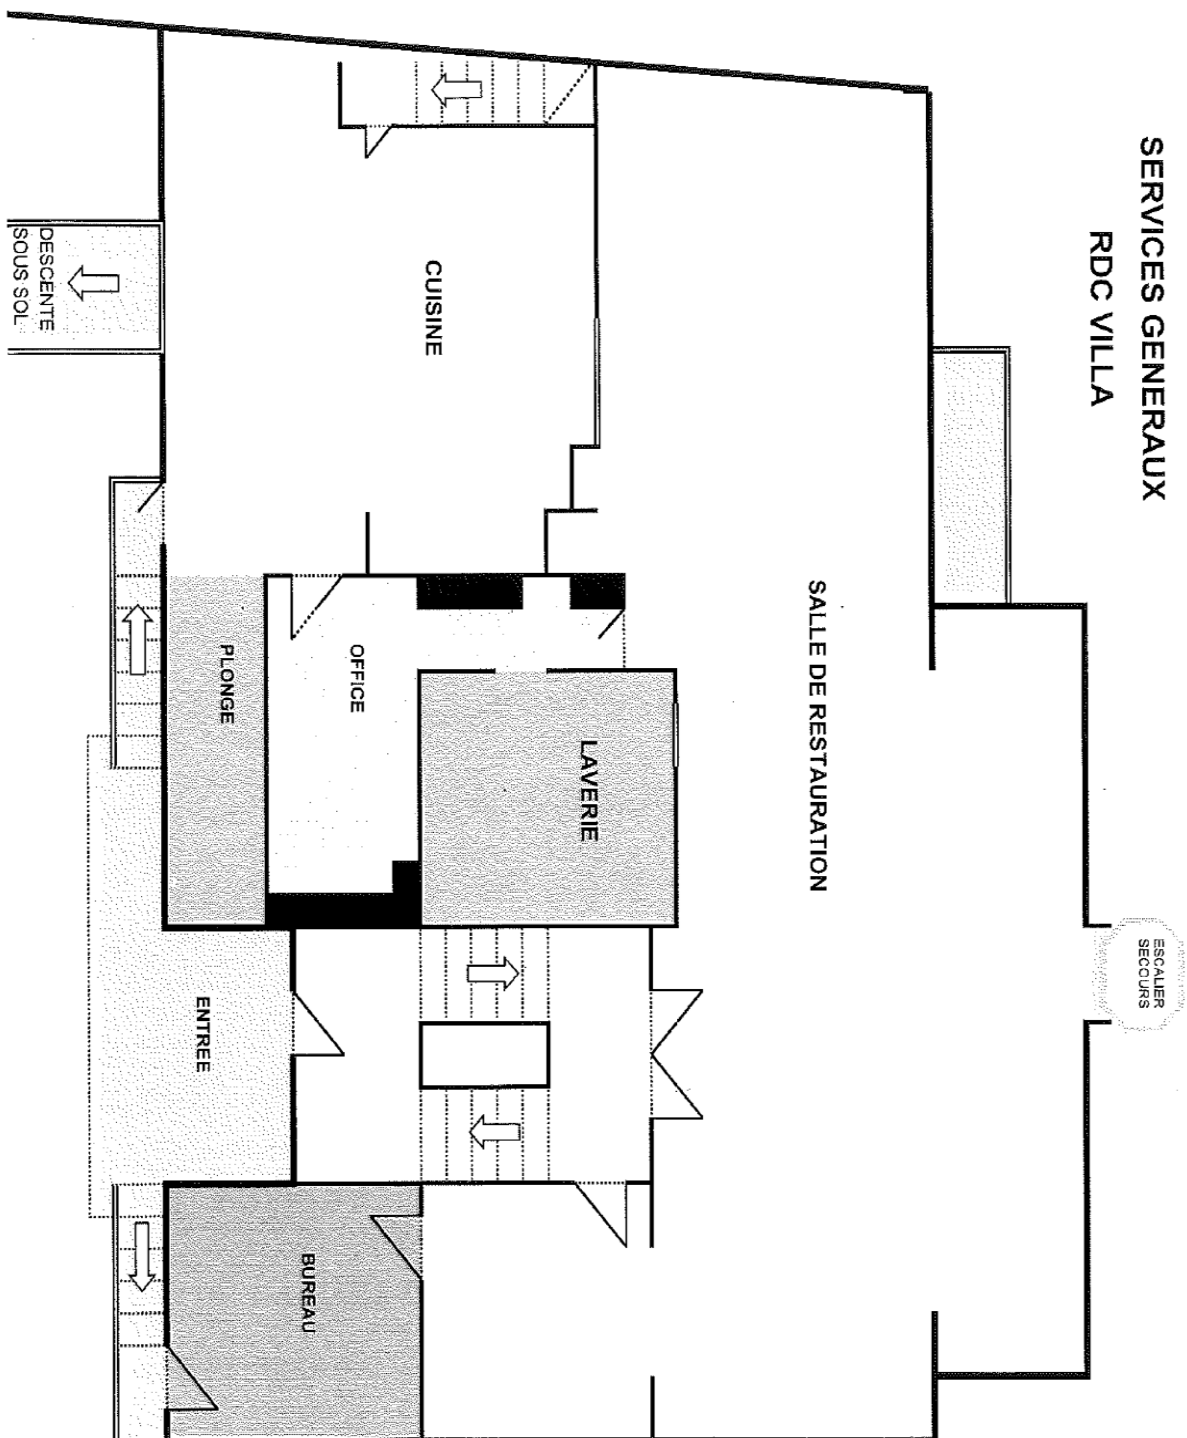 SERVICES GENERAUX
RDC VILLA
ESCALIER
SECOURS
SALLE DE RESTAURATION
CUISINE
LAVERIE
OFFICE
PLONGE
ENTREE
BUREAU
DESCENTE
SOUS SOL